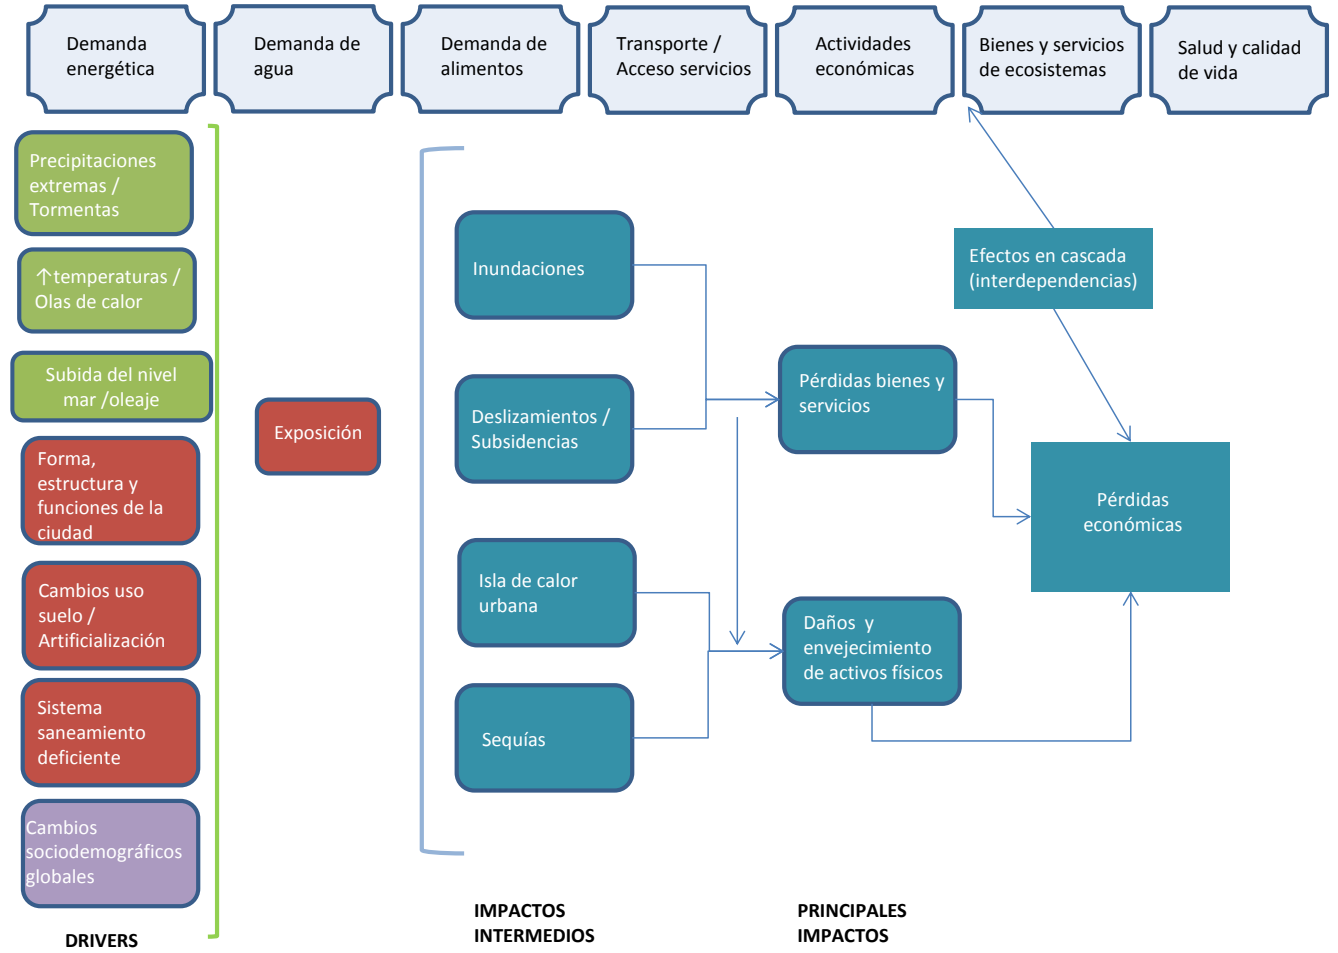 Demanda
energética
Demanda de
agua
Demanda de
alimentos
Transporte /
Acceso servicios
Actividades
económicas
Bienes y servicios
de ecosistemas
Salud y calidad
de vida
Precipitaciones
extremas /
Tormentas
↑temperaturas /
Olas de calor
Subida del nivel
mar /oleaje
Forma,
estructura y
funciones de la
ciudad
Cambios uso
suelo /
Artificialización
Sistema
saneamiento
deficiente
Cambios
sociodemográficos
globales
DRIVERS
Exposición
Inundaciones
Deslizamientos /
Subsidencias
Isla de calor
urbana
Sequías
IMPACTOS
INTERMEDIOS
Pérdidas bienes y
servicios
Daños y
envejecimiento
de activos físicos
PRINCIPALES
IMPACTOS
Efectos en cascada
(interdependencias)
Pérdidas
económicas